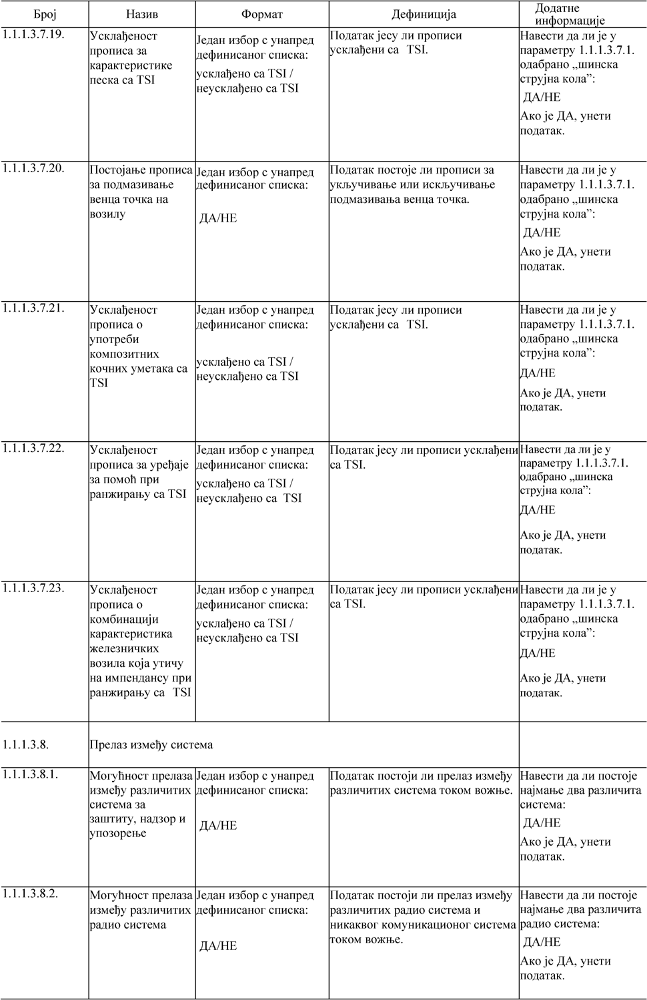 Број
Назив
Формат
Дефиниција
Додатне
информације
1.1.1.3.7.19.
Усклађеност
прописа за
карактеристике
песка са TSI
Један избор с унапред
дефинисаног списка:
усклађено са TSI /
неусклађено са TSI
Податак јесу ли прописи
усклађени са TSI.
Навести да ли је у
параметру 1.1.1.3.7.1.
одабрано „шинска
струјна кола”:
ДА/НЕ
Ако је ДА, унети
податак.
1.1.1.3.7.20.
Постојање прописа
за подмазивање
венца точка на
возилу
Један избор с унапред
дефинисаног списка:
ДА/НЕ
Податак постоје ли прописи за
укључивање или искључивање
подмазивања венца точка.
Навести да ли је у
параметру 1.1.1.3.7.1.
одабрано „шинска
струјна кола”:
ДА/НЕ
Ако је ДА, унети
податак.
1.1.1.3.7.21.
Усклађеност
прописа о
употреби
композитних
кочних уметака са
TSI
Један избор с унапред
дефинисаног списка:
усклађено са TSI /
неусклађено са TSI
Податак јесу ли прописи
усклађени са TSI.
Навести да ли је у
параметру 1.1.1.3.7.1.
одабрано „шинска
струјна кола”:
ДА/НЕ
Ако је ДА, унети
податак.
1.1.1.3.7.22.
Усклађеност
прописа за уређаје
за помоћ при
ранжирању са TSI
Један избор с унапред
дефинисаног списка:
усклађено са TSI /
неусклађено са TSI
Податак јесу ли прописи усклађени
са TSI.
Навести да ли је у
параметру 1.1.1.3.7.1.
одабрано „шинска
струјна кола”:
ДА/НЕ
Ако је ДА, унети
податак.
1.1.1.3.7.23.
Усклађеност
прописа о
комбинацији
карактеристика
железничких
возила која утичу
на импендансу при
ранжирању са TSI
Један избор с унапред
дефинисаног списка:
усклађено са TSI /
неусклађено са TSI
Податак јесу ли прописи усклађени
са TSI.
Навести да ли је у
параметру 1.1.1.3.7.1.
одабрано „шинска
струјна кола”:
ДА/НЕ
Ако је ДА, унети
податак.
1.1.1.3.8.
Прелаз између система
1.1.1.3.8.1.
Могућност прелаза
између различитих
система за
заштиту, надзор и
упозорење
Један избор с унапред
дефинисаног списка:
ДА/НЕ
Податак постоји ли прелаз између
различитих система током вожње.
Навести да ли постоје
најмање два различита
система:
ДА/НЕ
Ако је ДА, унети
податак.
1.1.1.3.8.2.
Могућност прелаза
између различитих
радио система
Један избор с унапред
дефинисаног списка:
ДА/НЕ
Податак постоји ли прелаз између
различитих радио система и
никаквог комуникационог система
током вожње.
Навести да ли постоје
најмање два различита
радио система:
ДА/НЕ
Ако је ДА, унети
податак.